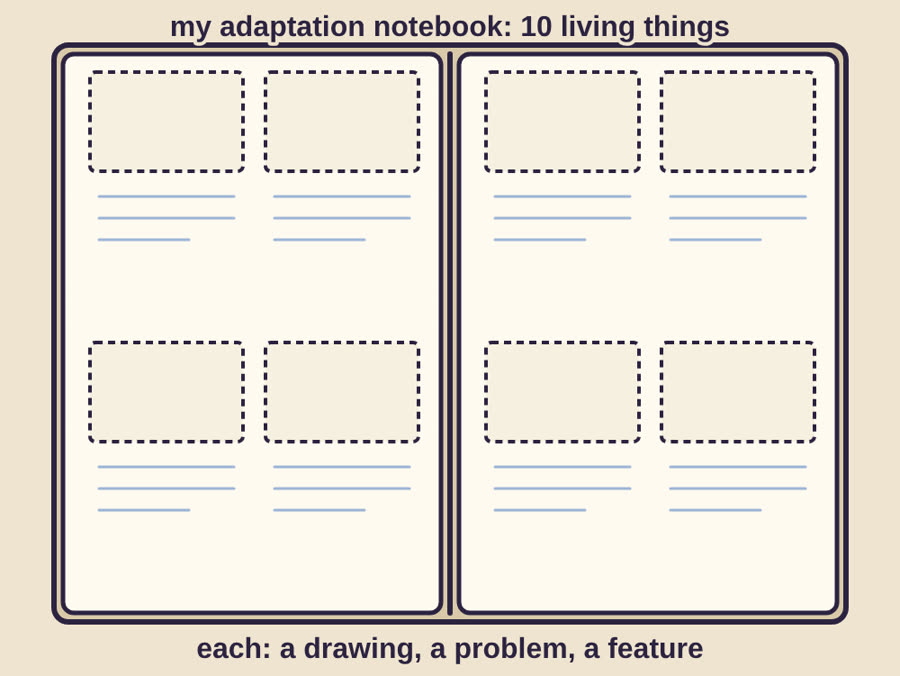 my adaptation notebook: 10 living things
each: a drawing, a problem, a feature